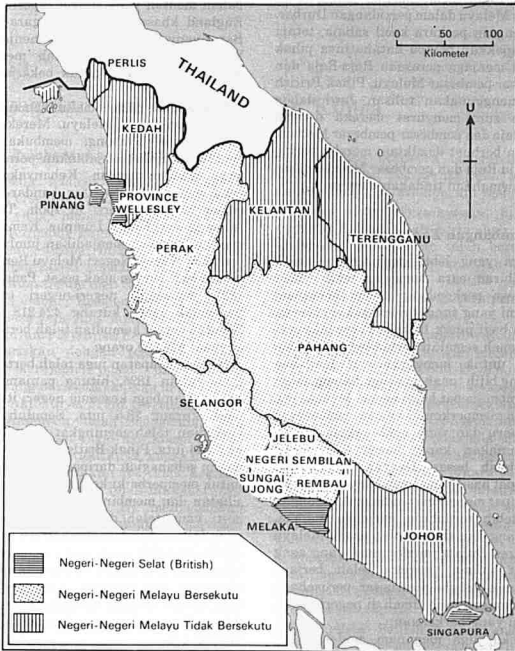 0 50 100
Kilometer
U
THAILAND
PERLIS
KEDAH
PULAU
PINANG
PROVINCE
WELLESLEY
PERAK
KELANTAN
TERENGGANU
PAHANG
SELANGOR
JELEBU
NEGERI SEMBILAN
SUNGAI
UJONG
REMBAU
MELAKA
JOHOR
SINGAPURA
Negeri-Negeri Selat (British)
Negeri-Negeri Melayu Bersekutu
Negeri-Negeri Melayu Tidak Bersekutu